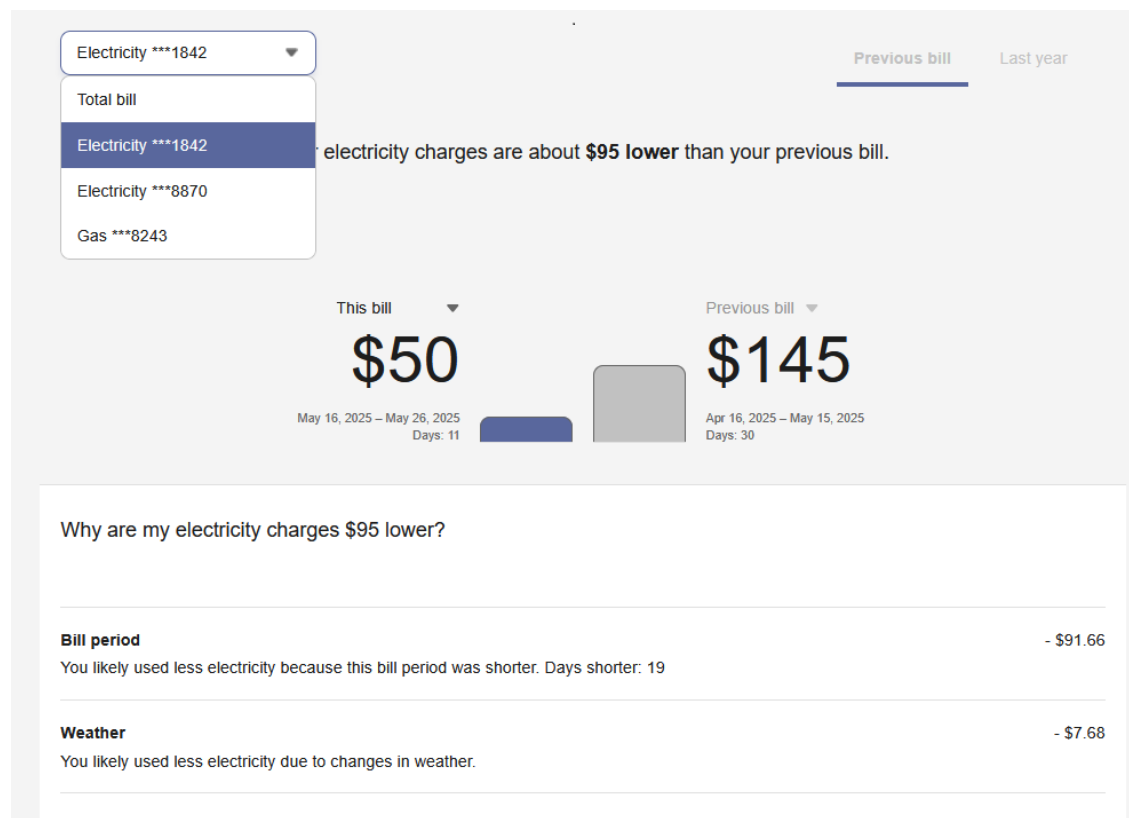 Electricity ***1842
Previous bill
Last year
Total bill
Electricity ***1842
electricity charges are about $95 lower than your previous bill.
Electricity ***8870
Gas ***8243
This bill
$50
May 16, 2025 – May 26, 2025
Days: 11
Previous bill
$145
Apr 16, 2025 – May 15, 2025
Days: 30
Why are my electricity charges $95 lower?
Bill period
- $91.66
You likely used less electricity because this bill period was shorter. Days shorter: 19
Weather
- $7.68
You likely used less electricity due to changes in weather.